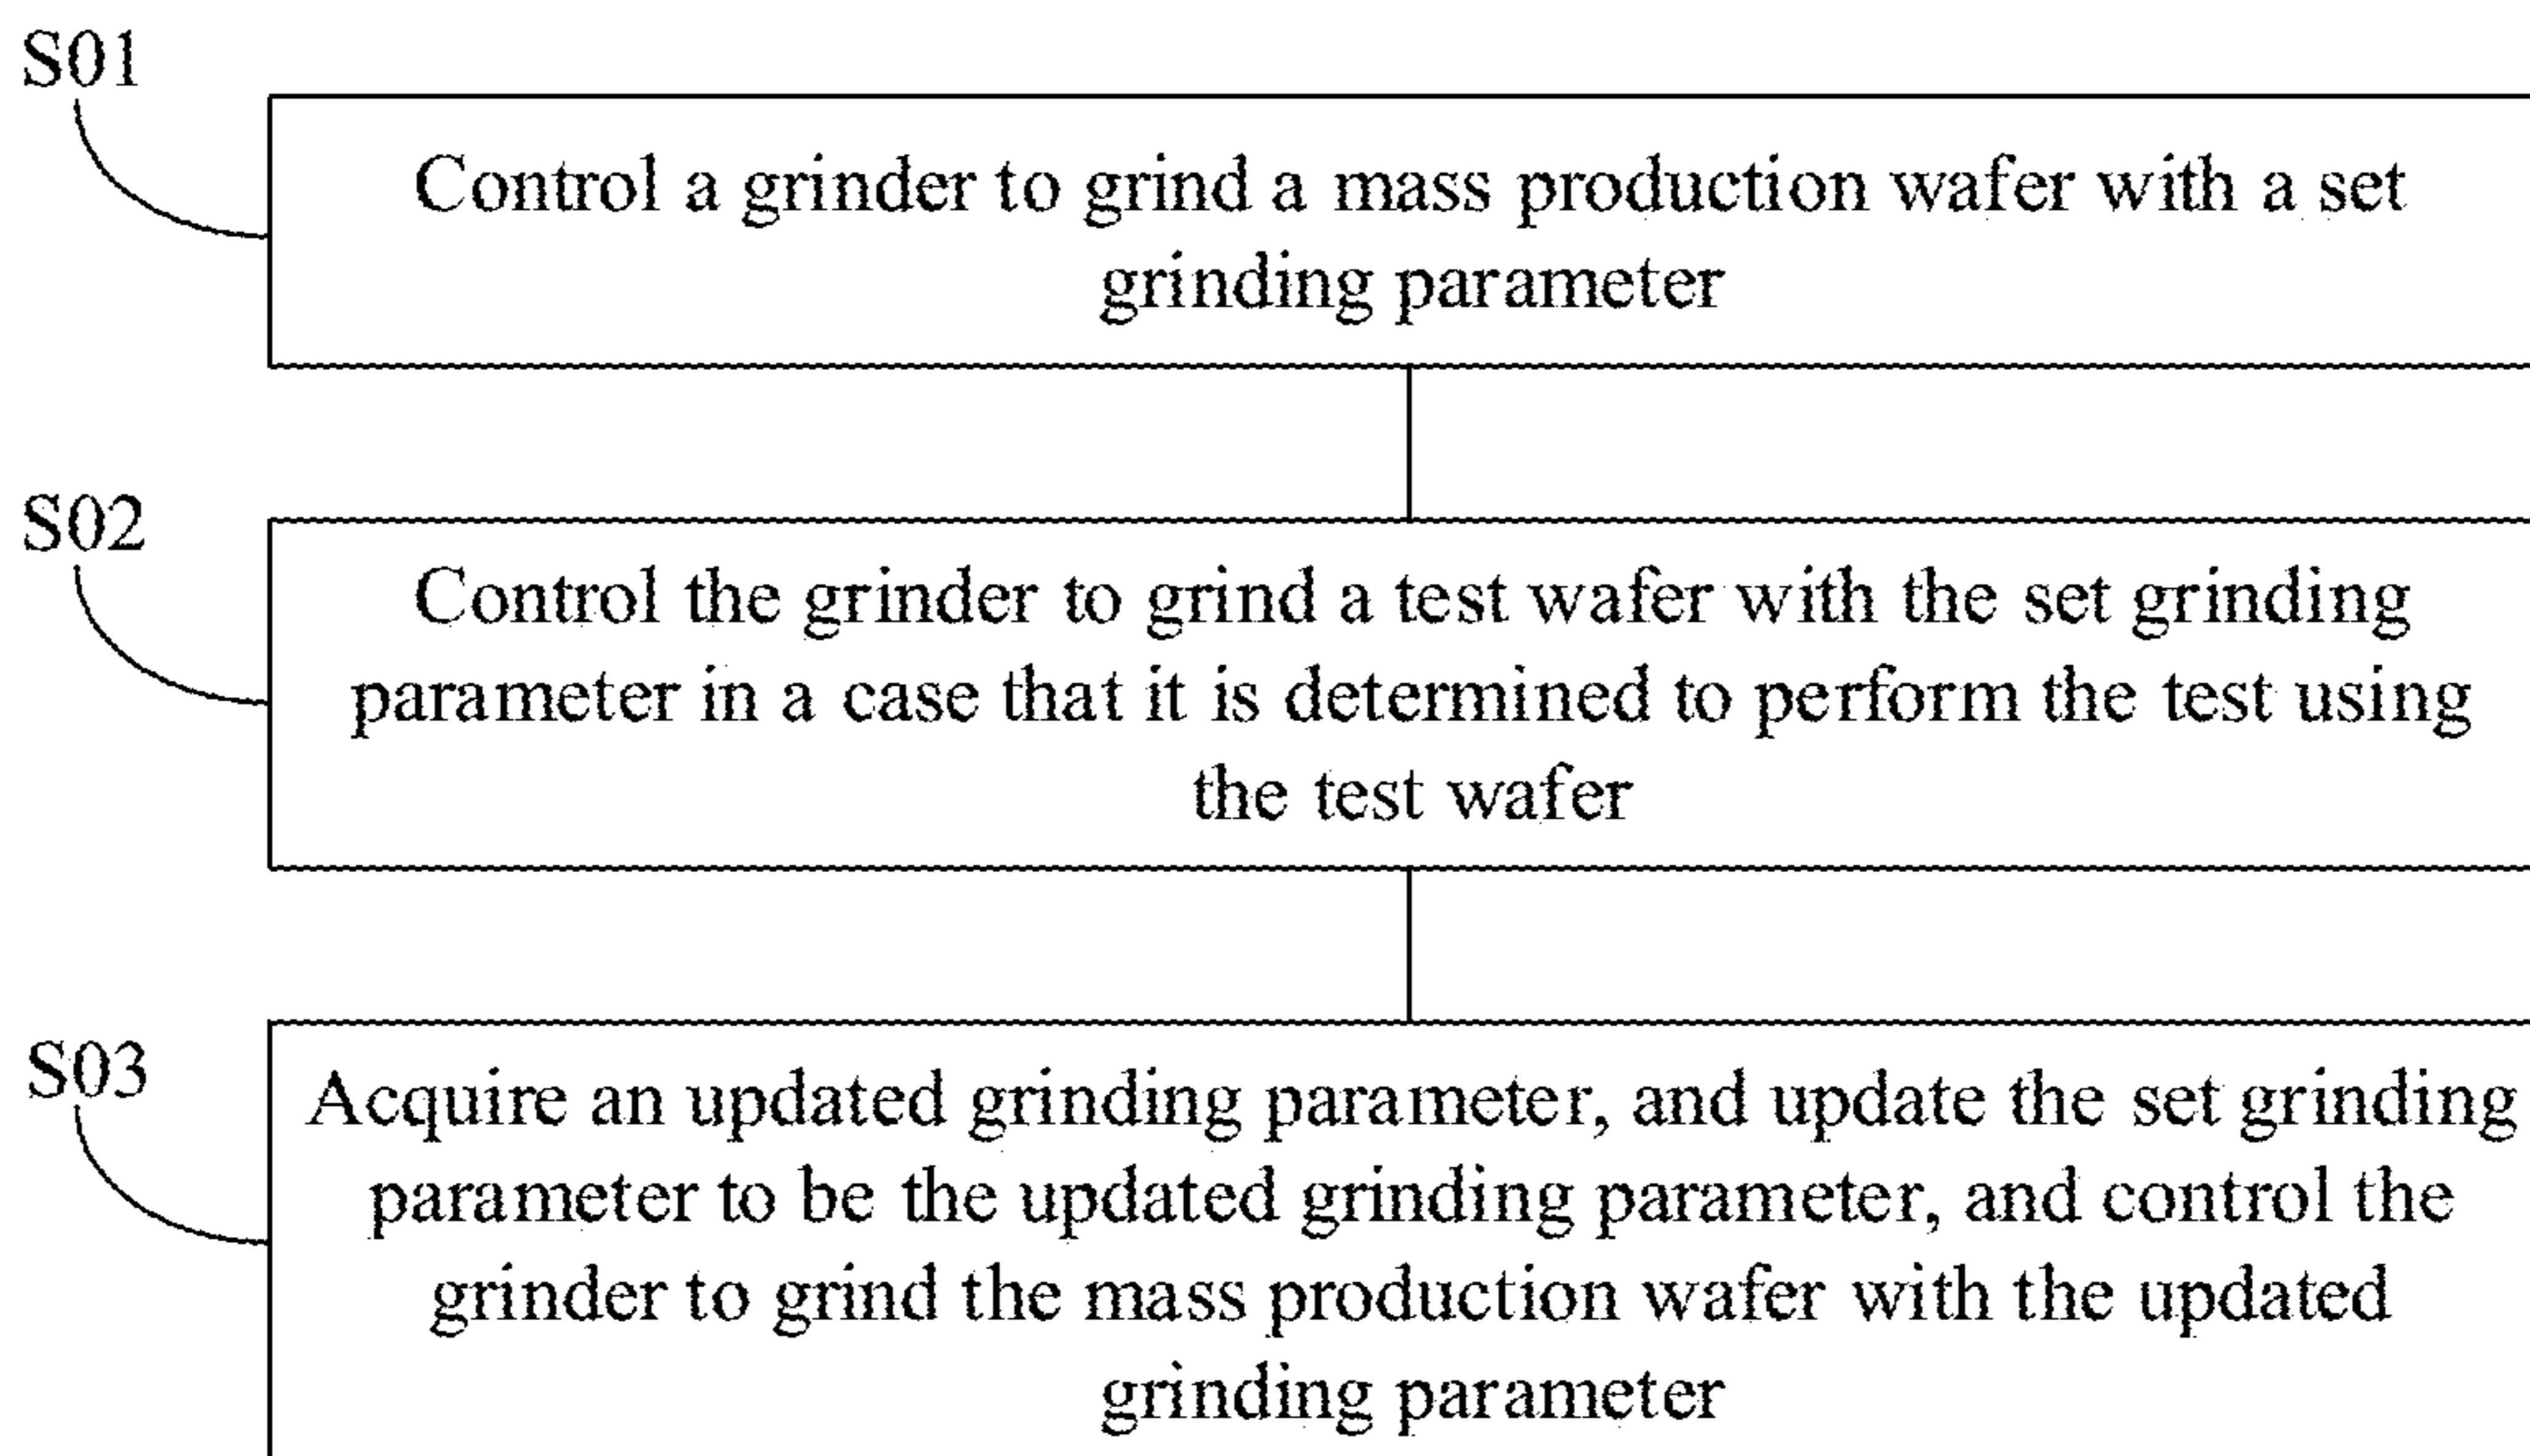 S01
Control a grinder to grind a mass production wafer with a set
grinding parameter
S02
Control the grinder to grind a test wafer with the set grinding
parameter in a case that it is determined to perform the test using
the test wafer
S03
Acquire an updated grinding parameter, and update the set grinding
parameter to be the updated grinding parameter, and control the
grinder to grind the mass production wafer with the updated
grinding parameter